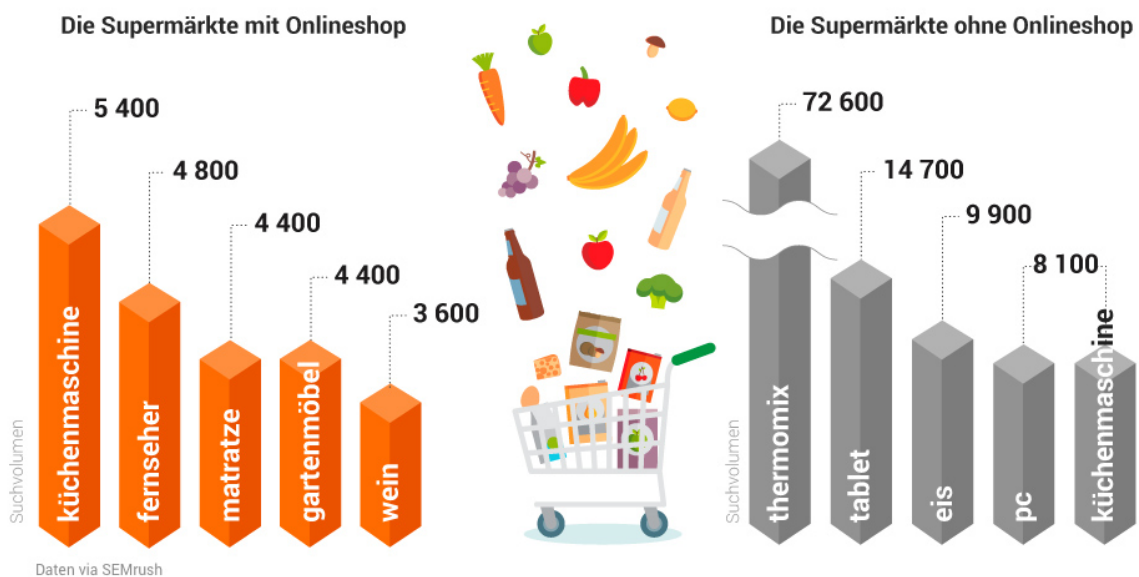 Die Supermärkte mit Onlineshop
5 400
4 800
4 400
4 400
3 600
küchenmaschine
fernseher
matratze
gartenmöbel
wein
Suchvolumen
Daten via SEMrush
Die Supermärkte ohne Onlineshop
72 600
14 700
9 900
8 100
thermomix
tablet
eis
pc
küchenmaschine
Suchvolumen